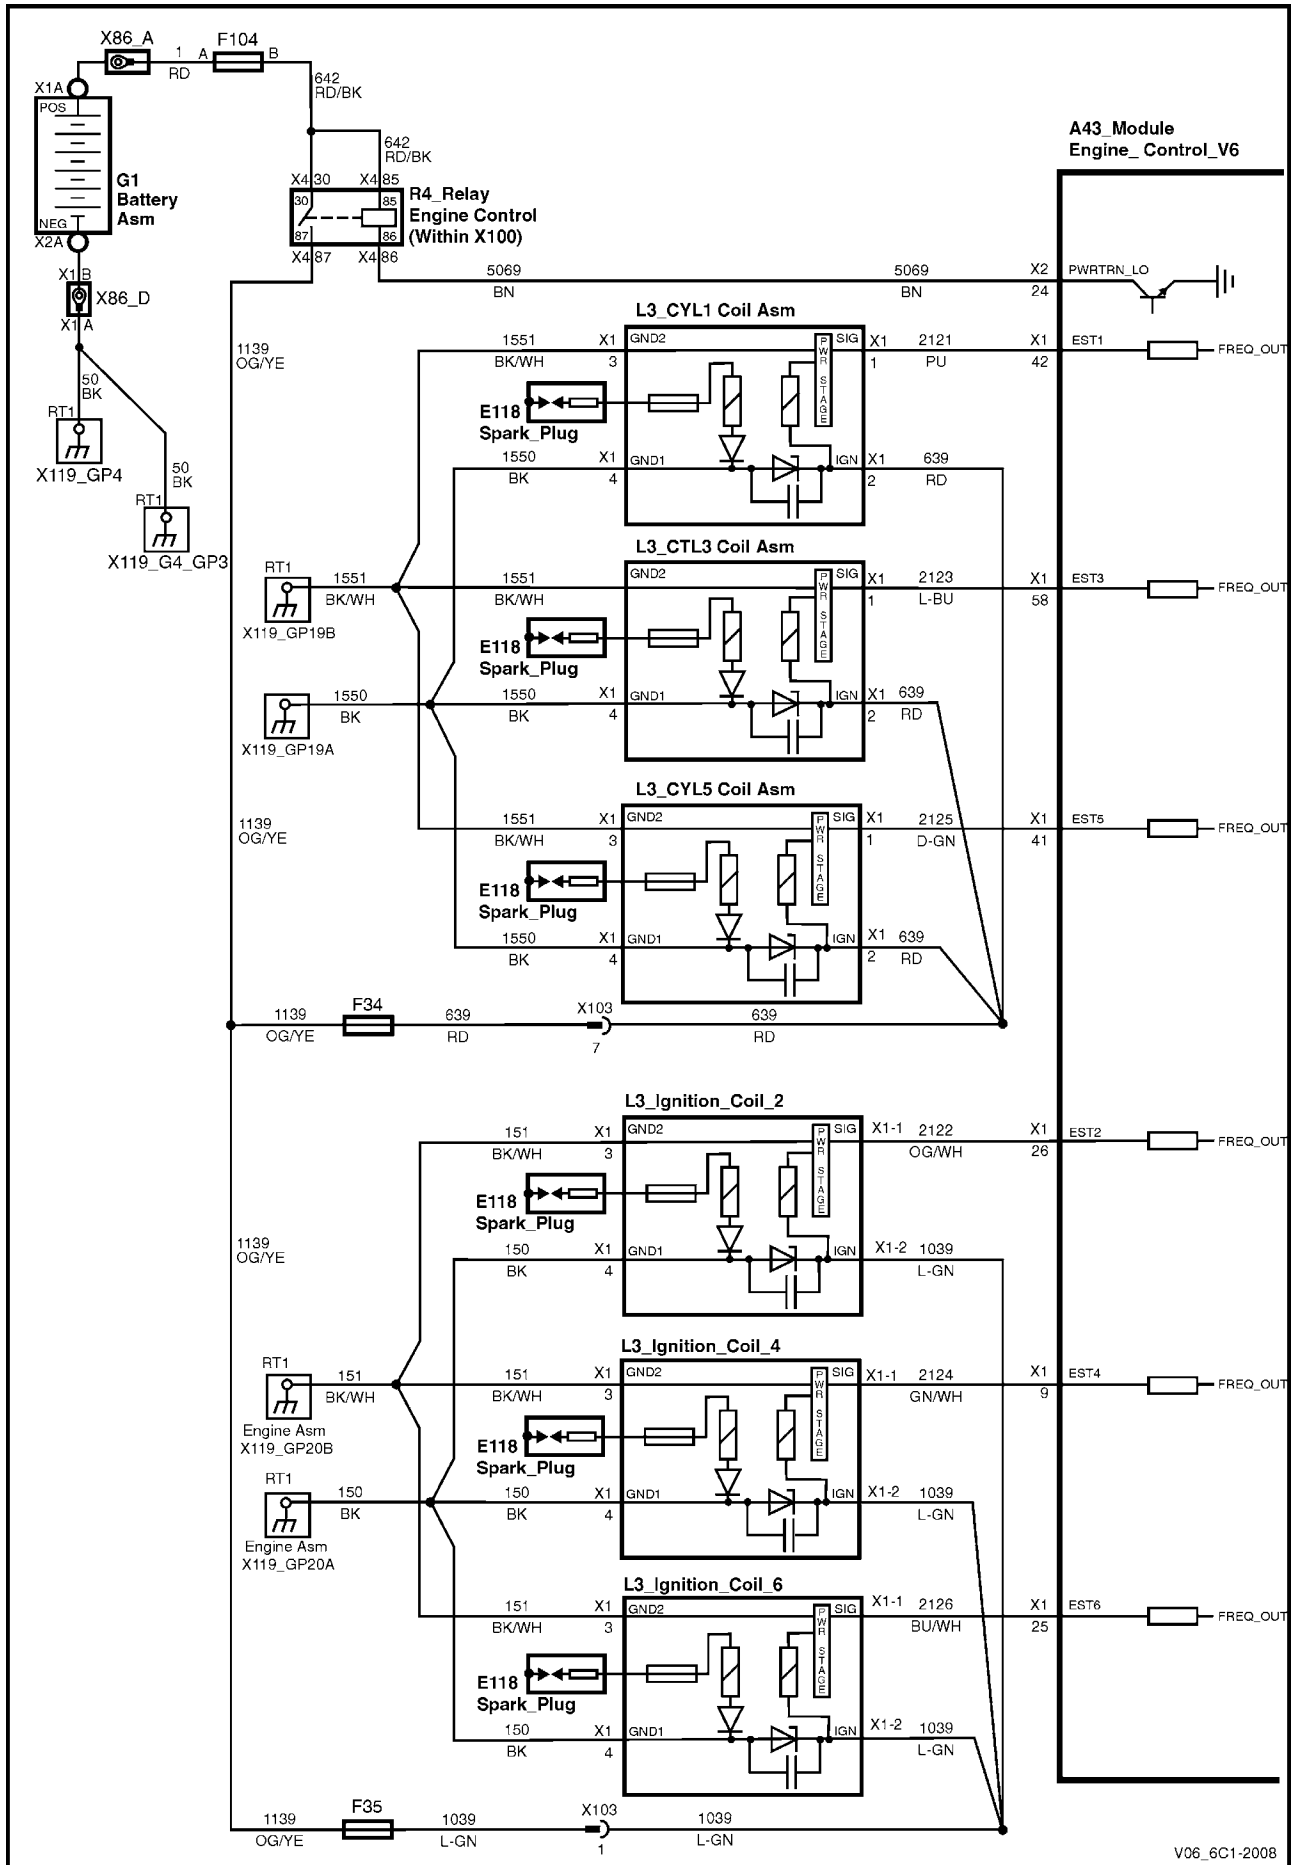 X86_A
F104
1
A
B
RD
642
RD/BK
X1A
POS
642
RD/BK
A43_Module
Engine_ Control_V6
G1
Battery
Asm
NEG
X2A
X4 30
X4 85
30
85
87
86
R4_Relay
Engine Control
(Within X100)
X4 87
X4 86
X1 B
X86_D
X1 A
5069
BN
5069
BN
X2
24
PWRTRN_LO
L3_CYL1 Coil Asm
1139
OG/YE
1551
BK/WH
X1
3
GND2
PWR STAGE
SIG
X1
1
2121
PU
X1
42
EST1
FREQ_OUT
50
BK
RT1
X119_GP4
E118
Spark_Plug
50
BK
RT1
X119_G4_GP3
1550
BK
X1
4
GND1
IGN
X1
2
639
RD
L3_CTL3 Coil Asm
RT1
X119_GP19B
1551
BK/WH
1551
BK/WH
X1
3
GND2
PWR STAGE
SIG
X1
1
2123
L-BU
X1
58
EST3
FREQ_OUT
E118
Spark_Plug
X119_GP19A
1550
BK
1550
BK
X1
4
GND1
IGN
X1
2
639
RD
L3_CYL5 Coil Asm
1139
OG/YE
1551
BK/WH
X1
3
GND2
PWR STAGE
SIG
X1
1
2125
D-GN
X1
41
EST5
FREQ_OUT
E118
Spark_Plug
1550
BK
X1
4
GND1
IGN
X1
2
639
RD
1139
OG/YE
F34
639
RD
X103
7
639
RD
L3_Ignition_Coil_2
151
BK/WH
X1
3
GND2
PWR STAGE
SIG
X1-1
2122
OG/WH
X1
26
EST2
FREQ_OUT
E118
Spark_Plug
1139
OG/YE
150
BK
X1
4
GND1
IGN
X1-2
1039
L-GN
L3_Ignition_Coil_4
RT1
Engine Asm
X119_GP20B
151
BK/WH
151
BK/WH
X1
3
GND2
PWR STAGE
SIG
X1-1
2124
GN/WH
X1
9
EST4
FREQ_OUT
E118
Spark_Plug
RT1
Engine Asm
X119_GP20A
150
BK
150
BK
X1
4
GND1
IGN
X1-2
1039
L-GN
L3_Ignition_Coil_6
151
BK/WH
X1
3
GND2
PWR STAGE
SIG
X1-1
2126
BU/WH
X1
25
EST6
FREQ_OUT
E118
Spark_Plug
150
BK
X1
4
GND1
IGN
X1-2
1039
L-GN
1139
OG/YE
F35
1039
L-GN
X103
1
1039
L-GN
V06_6C1-2008